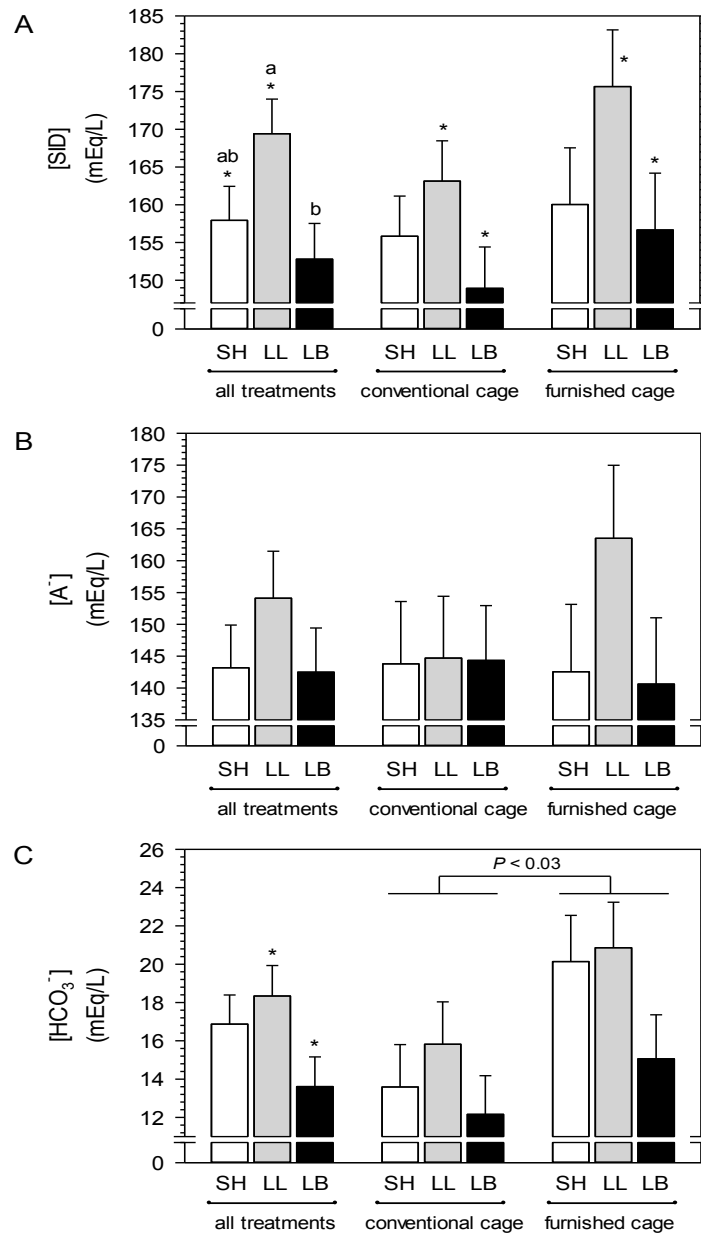 A
[SID]
(mEq/L)
185
180
175
170
165
160
155
150
0
ab
*
a
*
b
*
*
*
*
SH LL LB SH LL LB SH LL LB
all treatments conventional cage furnished cage
B
[A⁻]
(mEq/L)
180
175
170
165
160
155
150
145
140
135
0
SH LL LB SH LL LB SH LL LB
all treatments conventional cage furnished cage
C
[HCO₃⁻]
(mEq/L)
26
24
22
20
18
16
14
12
0
*
*
P < 0.03
SH LL LB SH LL LB SH LL LB
all treatments conventional cage furnished cage